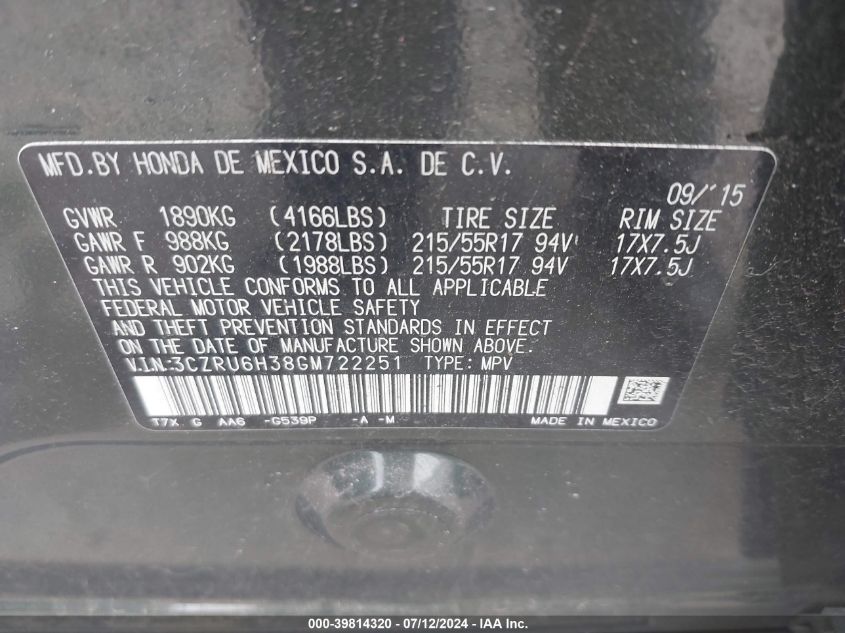 MFD.BY HONDA DE MEXICO S.A. DE C.V.
09/'15
GVWR 1890KG (4166LBS) TIRE SIZE RIM SIZE
GAWR F 988KG (2178LBS) 215/55R17 94V 17X7.5J
GAWR R 902KG (1988LBS) 215/55R17 94V 17X7.5J
THIS VEHICLE CONFORMS TO ALL APPLICABLE
FEDERAL MOTOR VEHICLE SAFETY
AND THEFT PREVENTION STANDARDS IN EFFECT
ON THE DATE OF MANUFACTURE SHOWN ABOVE.
V.I.N:3CZRU6H38GM722251 TYPE: MPV
T7X G AA6 -G539P -A -M MADE IN MEXICO
000-39814320 / 07/12/2024 - IAA Inc.